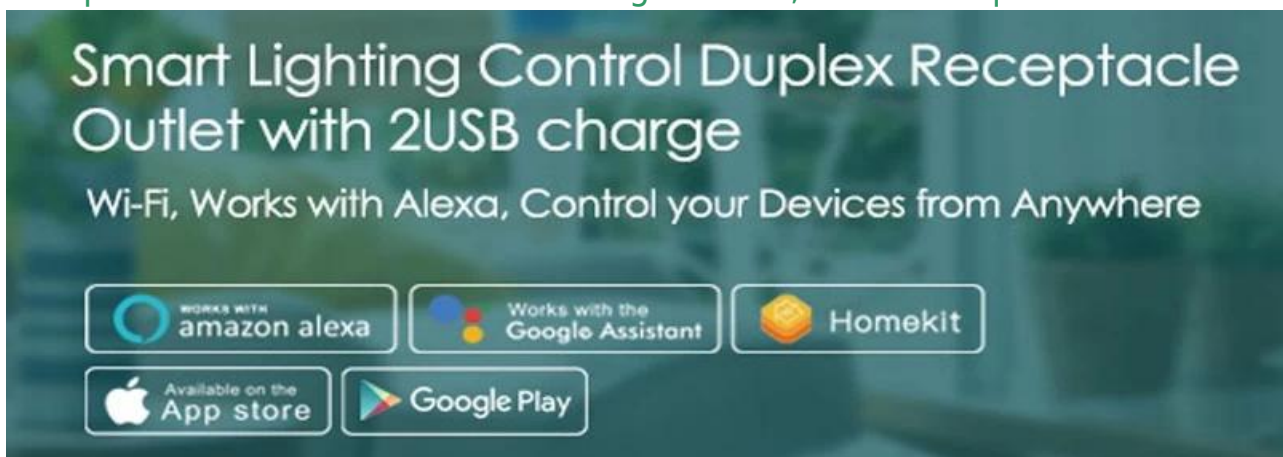 Smart Lighting Control Duplex Receptacle
Outlet with 2USB charge
Wi-Fi, Works with Alexa, Control your Devices from Anywhere
WORKS WITH
amazon alexa
Works with the
Google Assistant
Homekit
Available on the
App store
Google Play